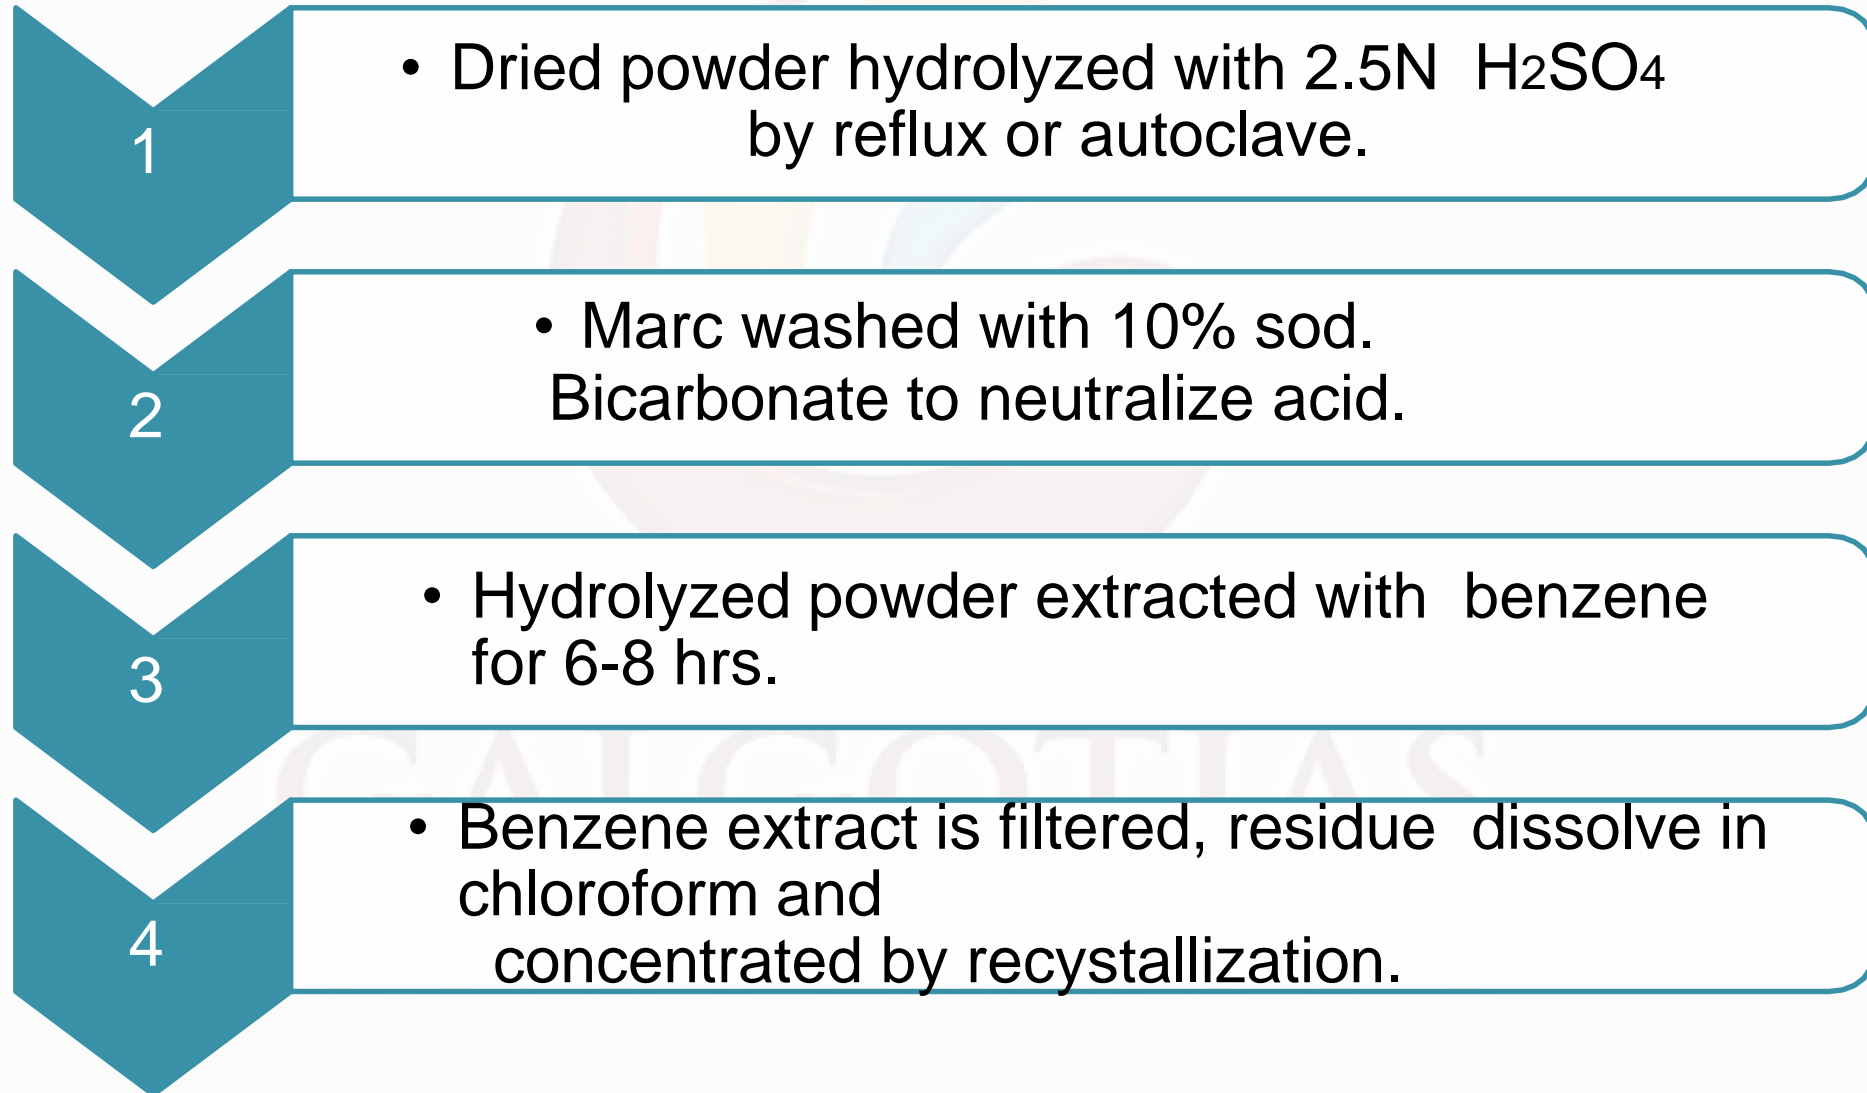 1
• Dried powder hydrolyzed with 2.5N H2SO4
by reflux or autoclave.
2
• Marc washed with 10% sod.
Bicarbonate to neutralize acid.
3
• Hydrolyzed powder extracted with benzene
for 6-8 hrs.
GALGOTIAS
UNIVERSITY
4
• Benzene extract is filtered, residue dissolve in
chloroform and
concentrated by recystallization.